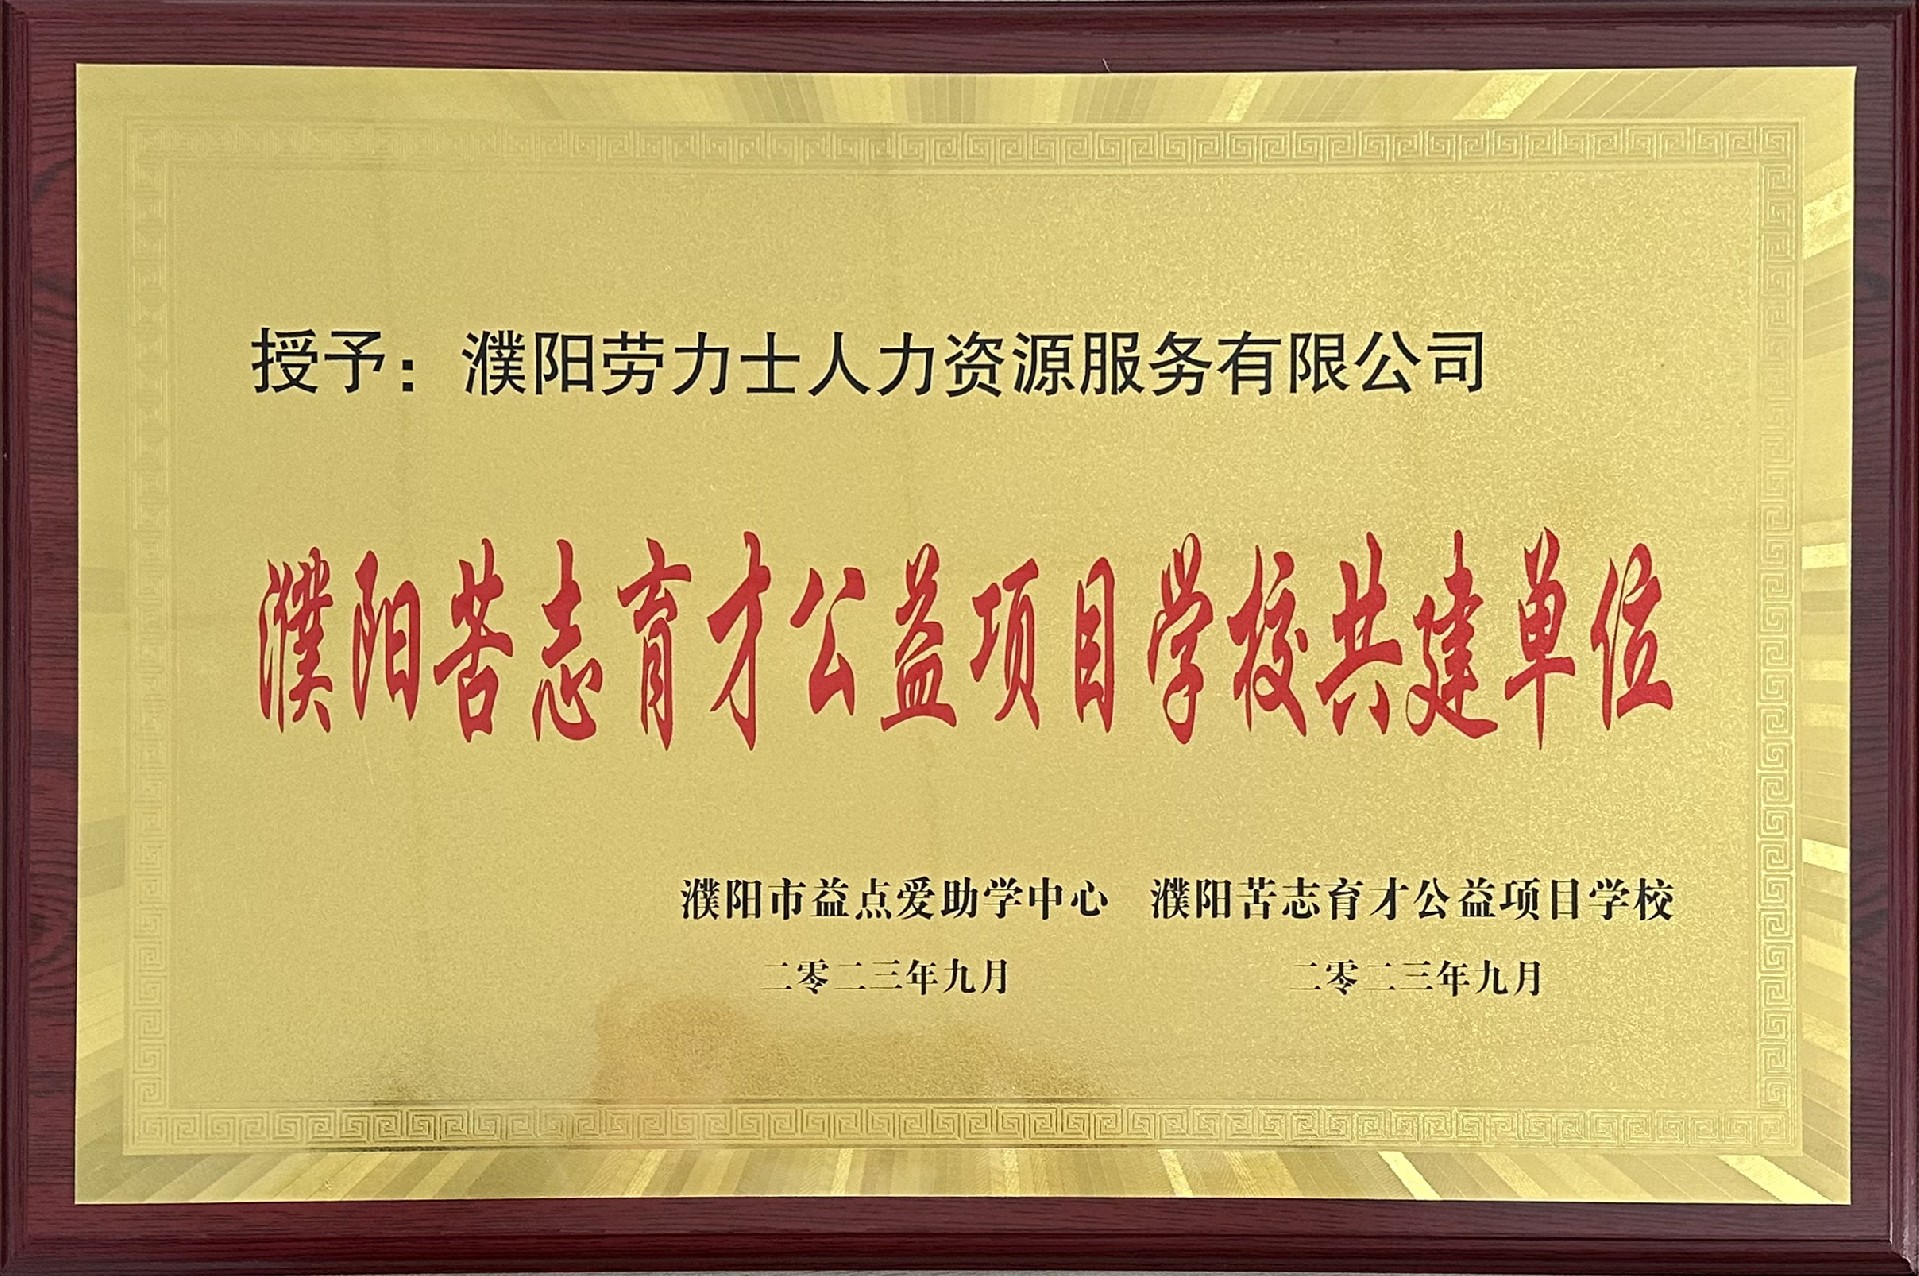 授予：濮阳劳力士人力资源服务有限公司
濮阳苦志育才公益项目学校共建单位
濮阳市益点爱助学中心 濮阳苦志育才公益项目学校
二零二三年九月 二零二三年九月